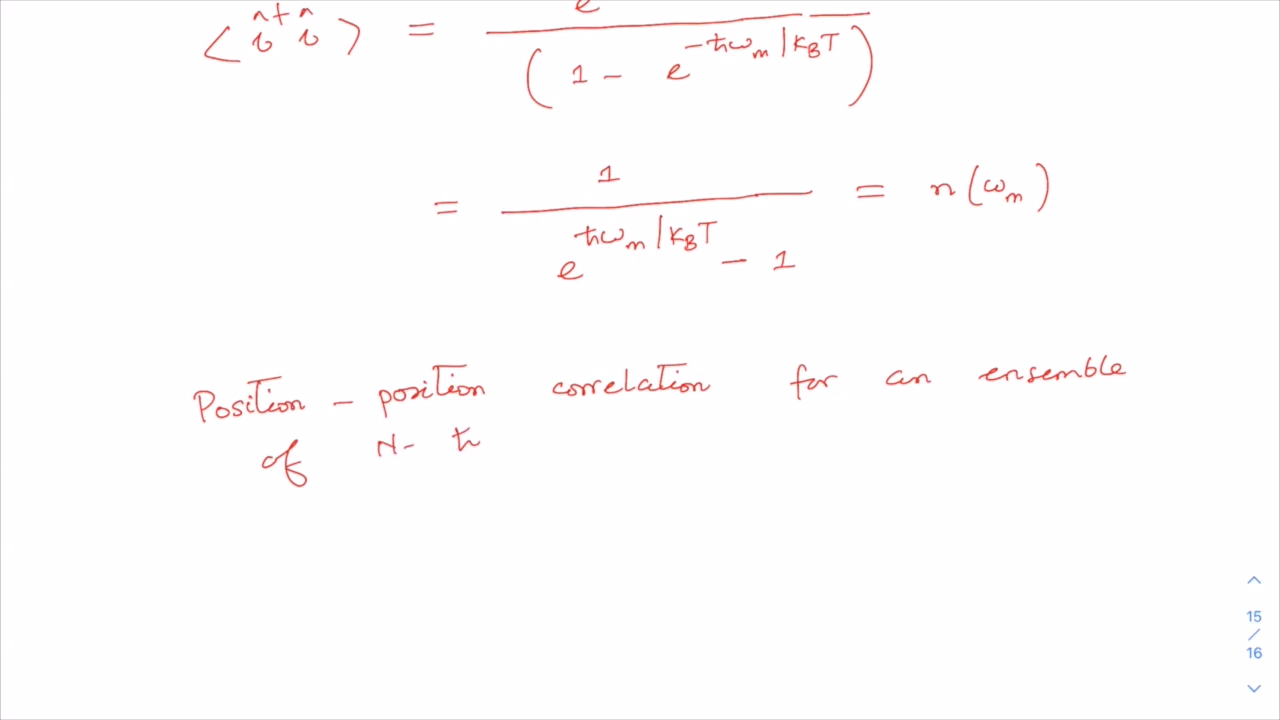 ⟨b̂† b̂⟩ = e / (1 - e^{-ħω_m/k_BT})
= 1 / (e^{ħω_m/k_BT} - 1) = n(ω_m)
Position - position correlation for an ensemble
of N- ħ
15
/
16